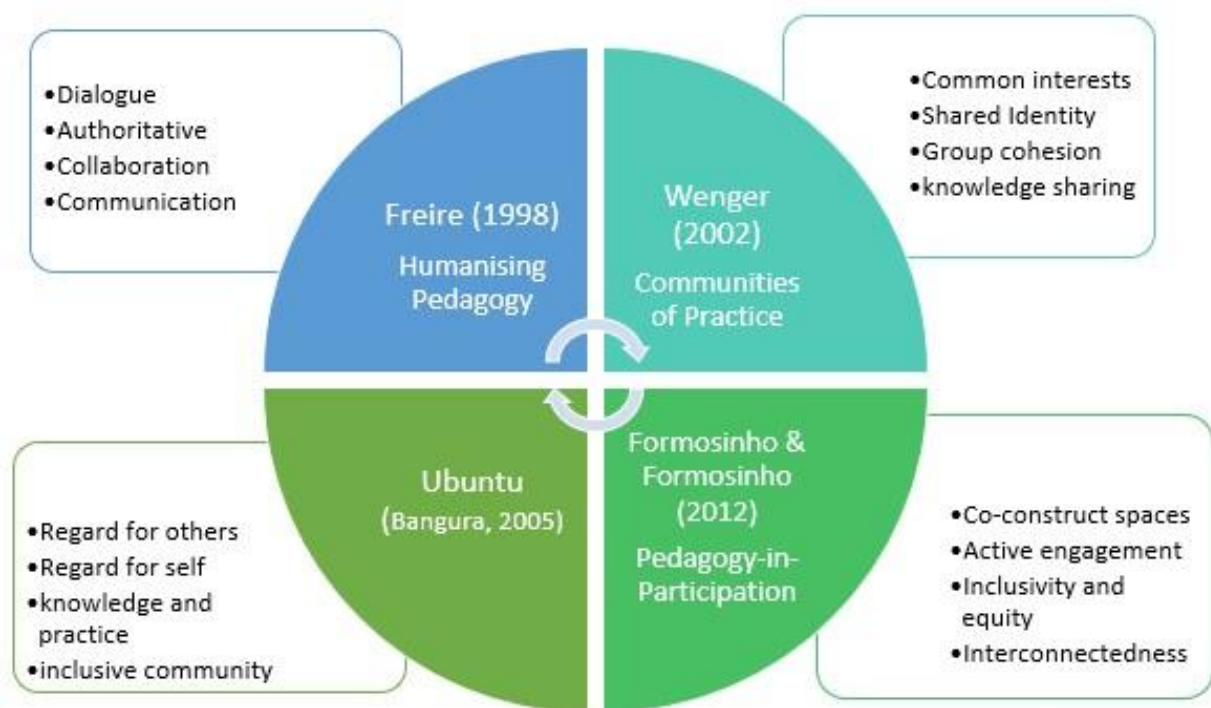 •Dialogue
•Authoritative
•Collaboration
•Communication
Freire (1998)
Humanising
Pedagogy
Wenger
(2002)
Communities
of Practice
•Common interests
•Shared Identity
•Group cohesion
•knowledge sharing
•Regard for others
•Regard for self
•knowledge and
practice
•inclusive community
Ubuntu
(Bangura, 2005)
Formosinho &
Formosinho
(2012)
Pedagogy-in-
Participation
•Co-construct spaces
•Active engagement
•Inclusivity and
equity
•Interconnectedness